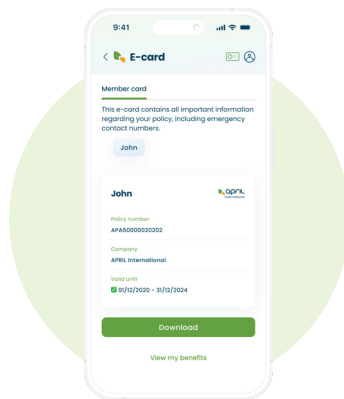 9:41
E-card
Member card
This e-card contains all important information
regarding your policy, including emergency
contact numbers.
John
John
april
international
Policy number
APA60000020202
Company
APRIL International
Valid until
01/12/2020 - 31/12/2024
Download
View my benefits